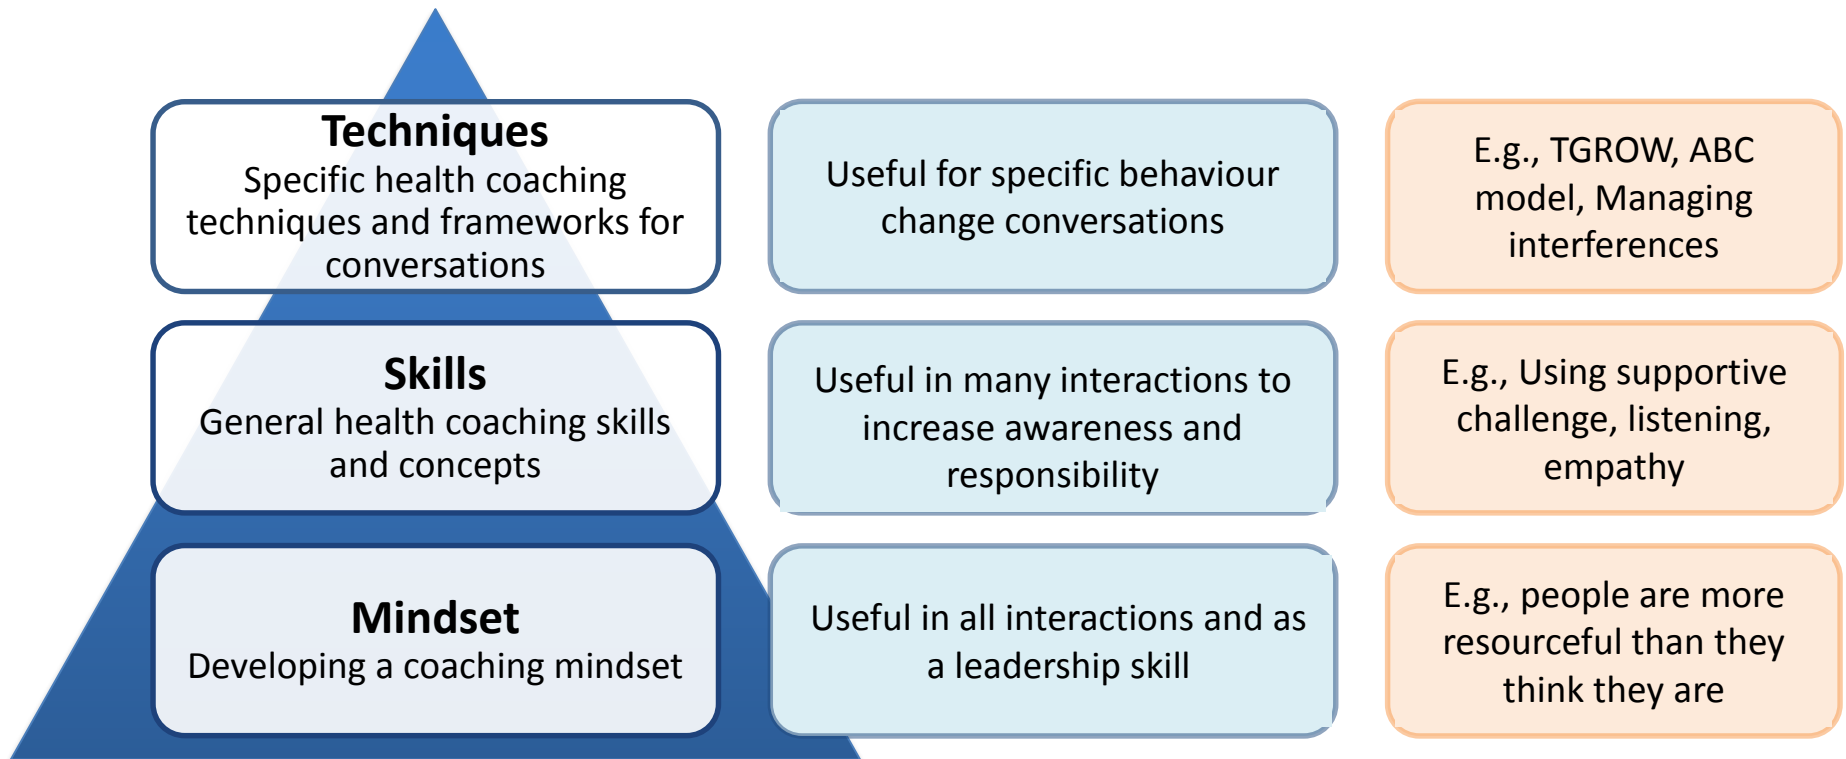 Techniques
Specific health coaching
techniques and frameworks for
conversations
Useful for specific behaviour
change conversations
E.g., TGROW, ABC
model, Managing
interferences
Skills
General health coaching skills
and concepts
Useful in many interactions to
increase awareness and
responsibility
E.g., Using supportive
challenge, listening,
empathy
Mindset
Developing a coaching mindset
Useful in all interactions and as
a leadership skill
E.g., people are more
resourceful than they
think they are